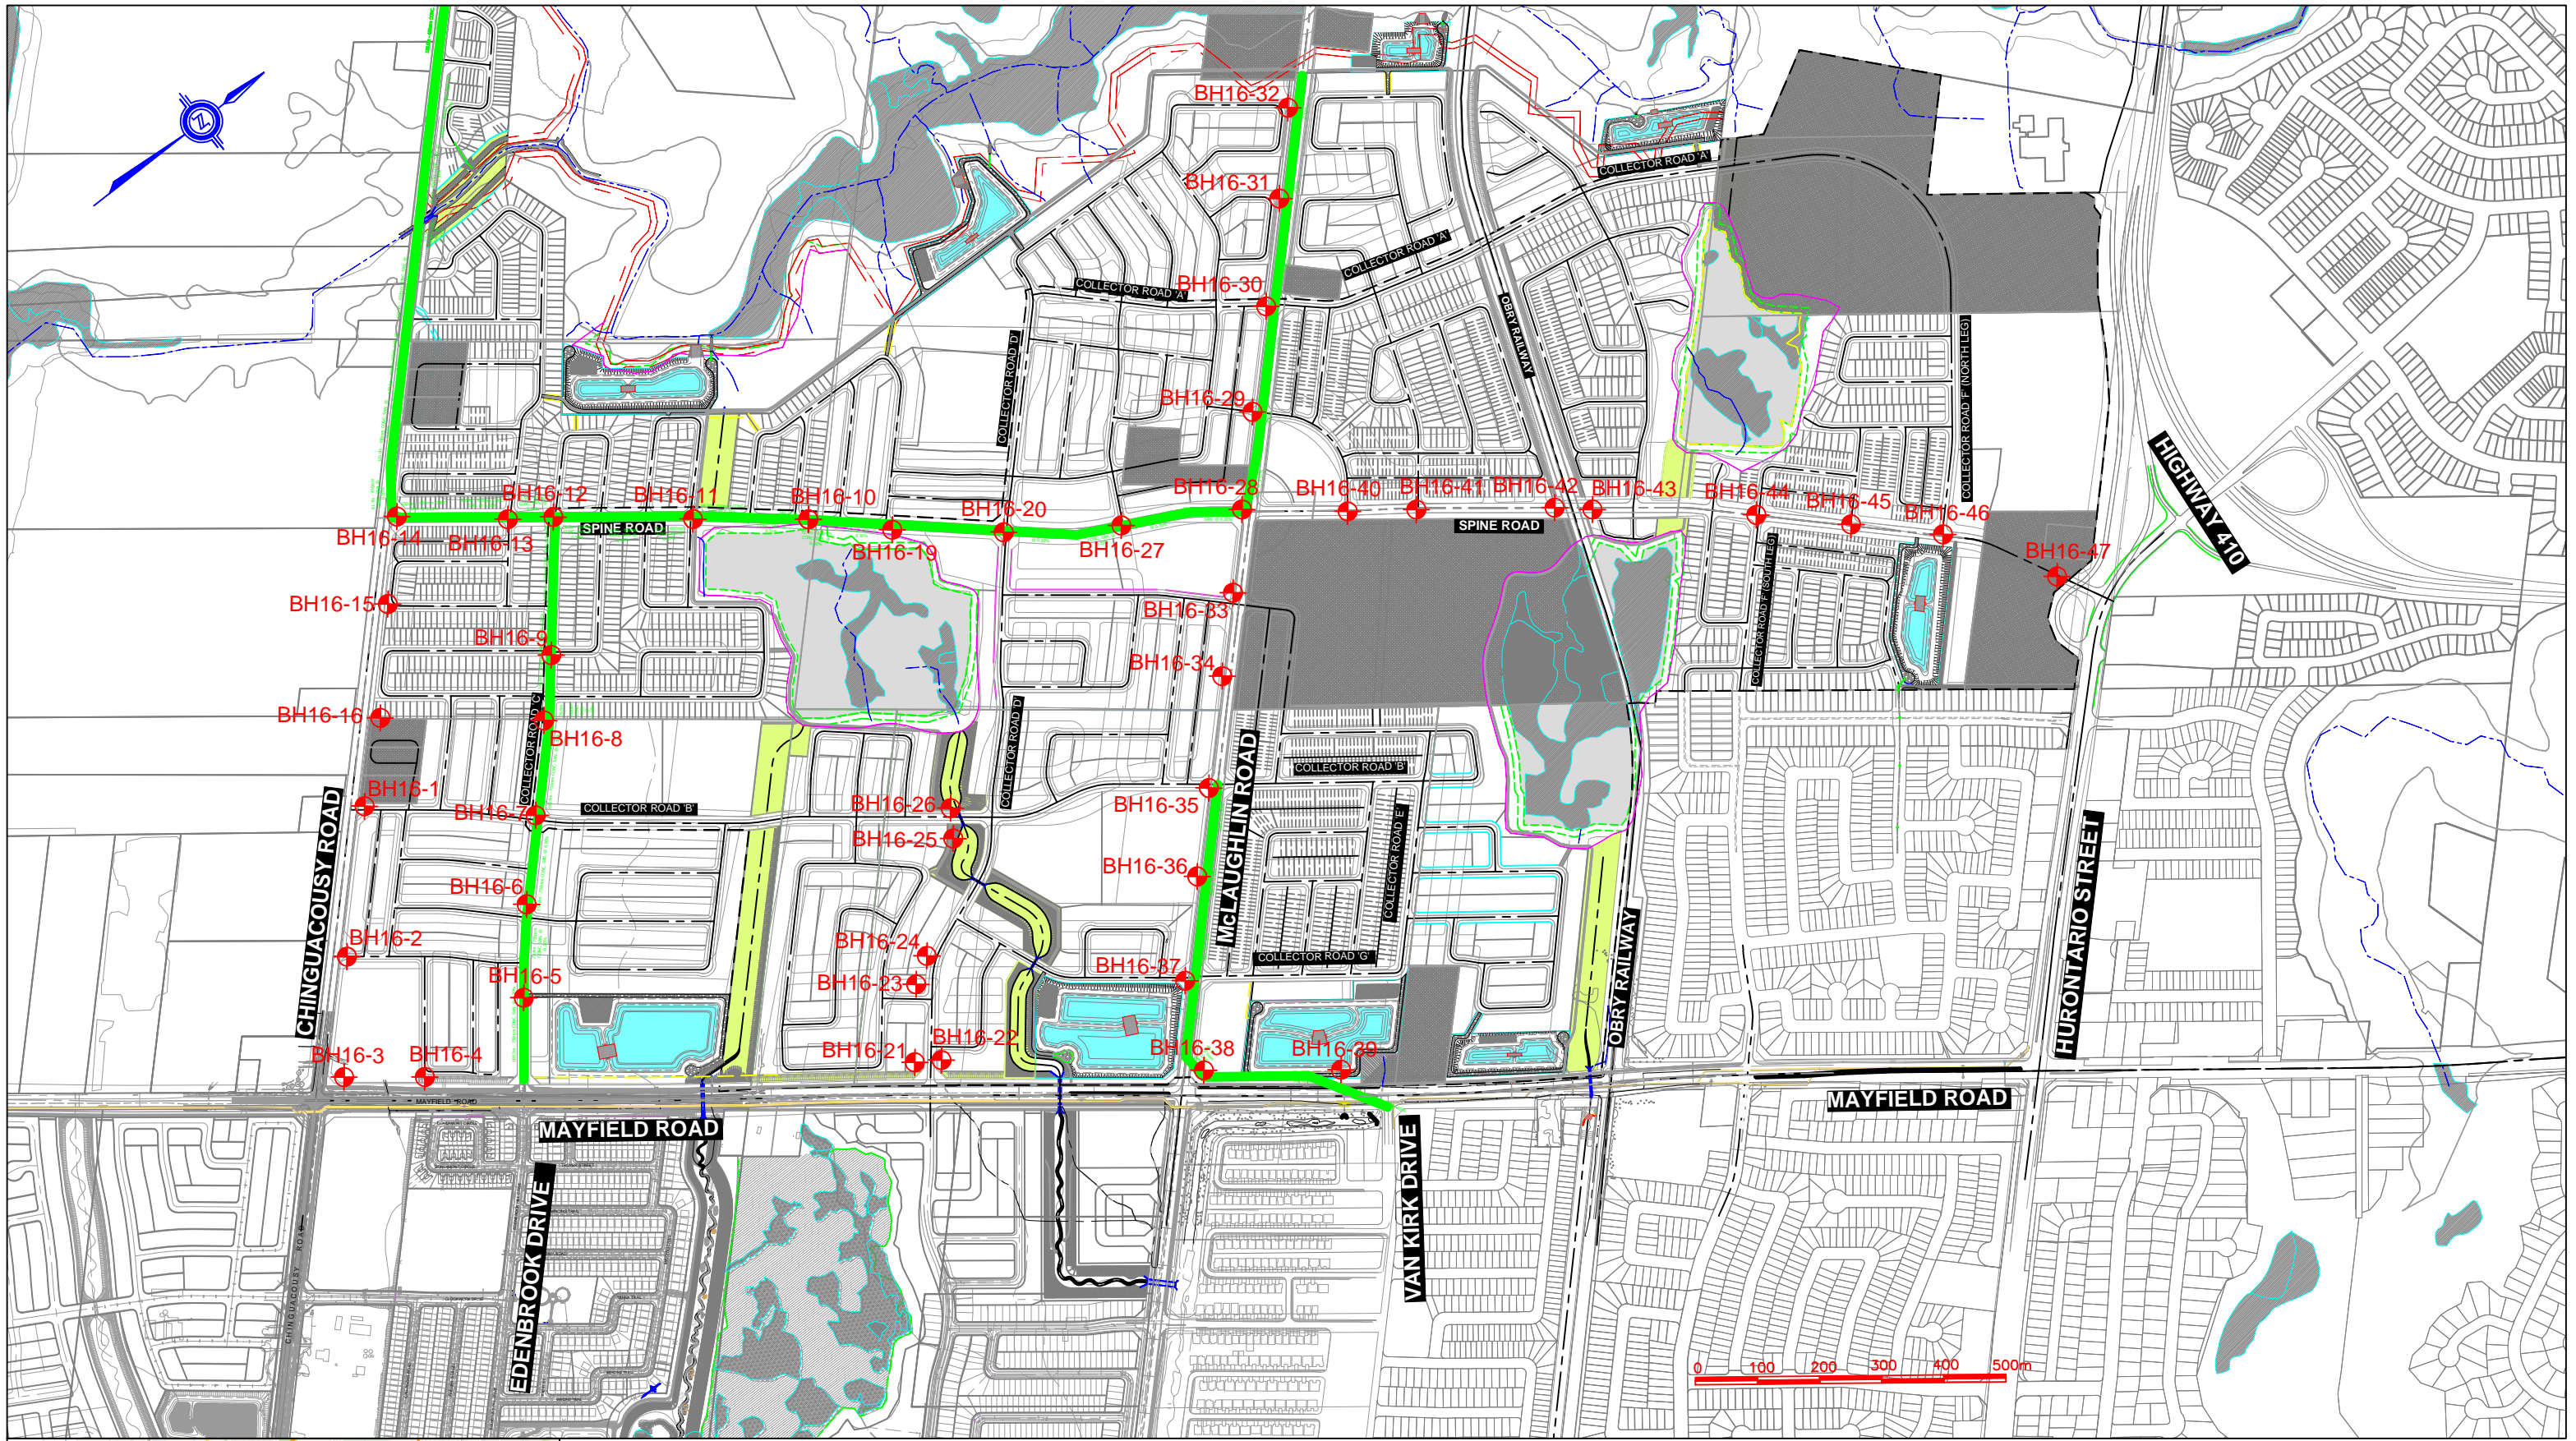 BH16-32
COLLECTOR ROAD 'A'
BH16-31
COLLECTOR ROAD 'A'
BH16-30
COLLECTOR ROAD 'A'
OBRY RAILWAY
COLLECTOR ROAD 'D'
COLLECTOR ROAD 'F' (NORTH LEG)
BH16-29
HIGHWAY 410
BH16-12
BH16-11
BH16-10
BH16-20
BH16-28
BH16-40
BH16-41
BH16-42
BH16-43
BH16-44
BH16-45
BH16-46
BH16-14
BH16-13
SPINE ROAD
BH16-19
BH16-27
SPINE ROAD
BH16-47
BH16-15
BH16-33
COLLECTOR ROAD 'F' (SOUTH LEG)
BH16-9
BH16-34
BH16-16
BH16-8
COLLECTOR ROAD 'C'
COLLECTOR ROAD 'D'
McLAUGHLIN ROAD
COLLECTOR ROAD 'B'
BH16-1
BH16-7
COLLECTOR ROAD 'B'
BH16-26
BH16-35
BH16-25
COLLECTOR ROAD 'E'
CHINGUACOUSY ROAD
BH16-6
BH16-36
HURONTARIO STREET
BH16-2
BH16-24
COLLECTOR ROAD 'G'
OBRY RAILWAY
BH16-5
BH16-23
BH16-37
BH16-3
BH16-4
BH16-21
BH16-22
BH16-38
BH16-39
MAYFIELD ROAD
MAYFIELD ROAD
MAYFIELD ROAD
EDENBROOK DRIVE
VAN KIRK DRIVE
CHINGUACOUSY ROAD
0 100 200 300 400 500m